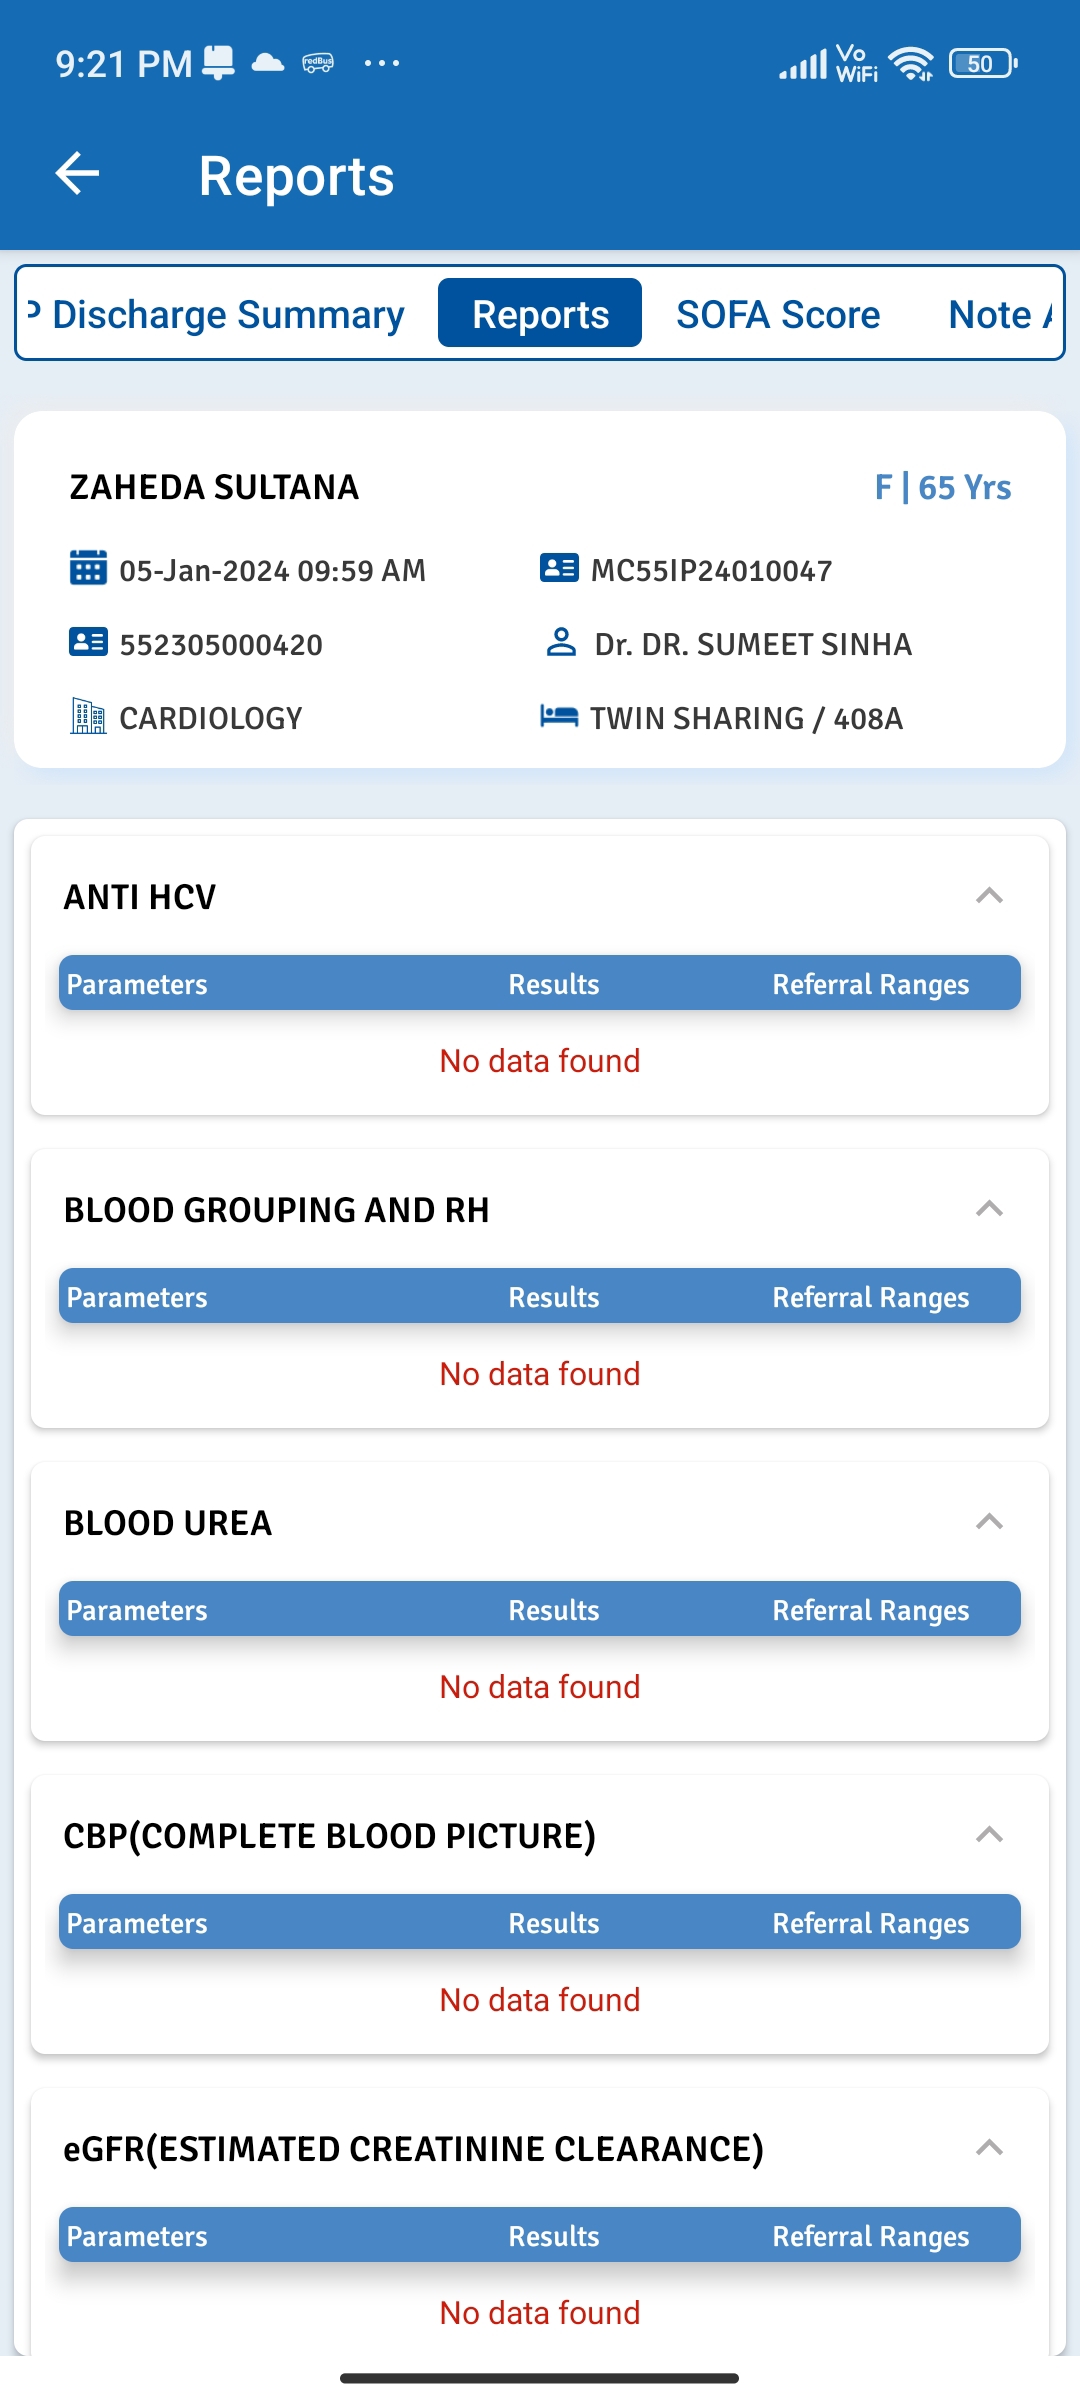 9:21 PM redBus ... Vo WiFi 50
Reports
P Discharge Summary Reports SOFA Score Note A
ZAHEDA SULTANA F | 65 Yrs
05-Jan-2024 09:59 AM MC55IP24010047
552305000420 Dr. DR. SUMEET SINHA
CARDIOLOGY TWIN SHARING / 408A
ANTI HCV
Parameters Results Referral Ranges
No data found
BLOOD GROUPING AND RH
Parameters Results Referral Ranges
No data found
BLOOD UREA
Parameters Results Referral Ranges
No data found
CBP(COMPLETE BLOOD PICTURE)
Parameters Results Referral Ranges
No data found
eGFR(ESTIMATED CREATININE CLEARANCE)
Parameters Results Referral Ranges
No data found